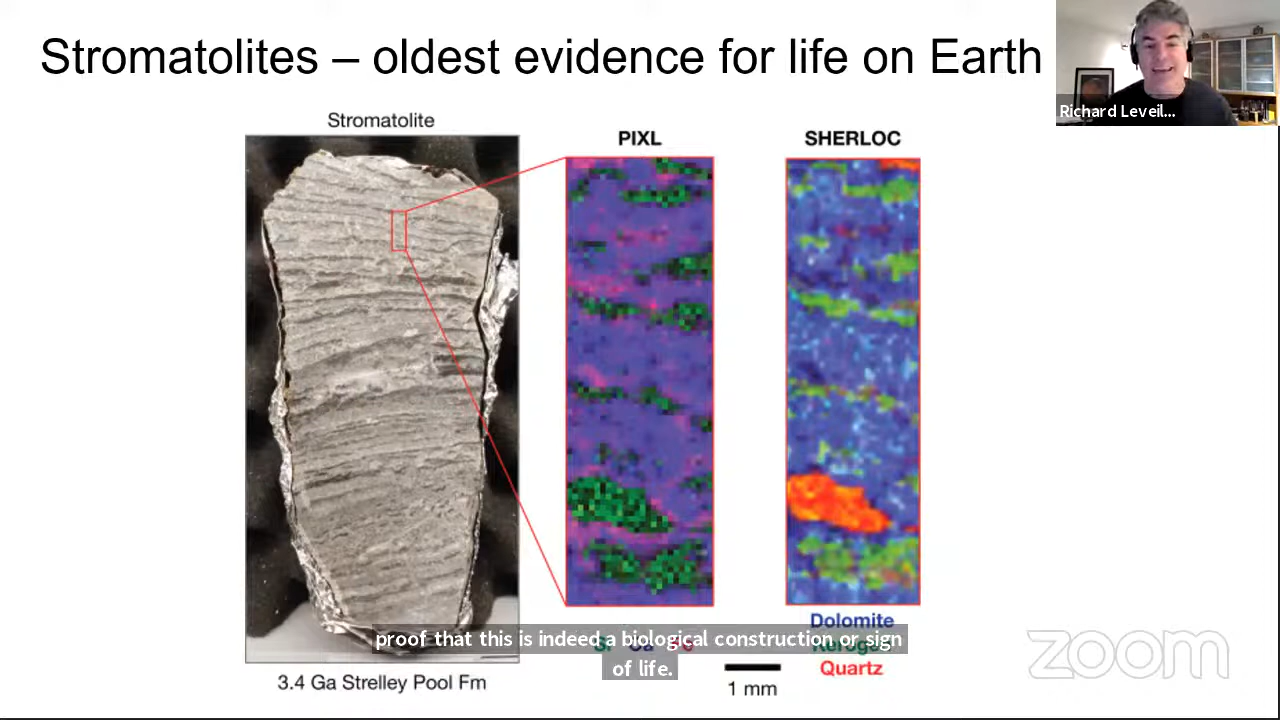 Stromatolites – oldest evidence for life on Earth
Richard Leveil...
Stromatolite
PIXL
SHERLOC
Dolomite
Quartz
proof that this is indeed a biological construction or sign
of life.
1 mm
3.4 Ga Strelley Pool Fm
zoom